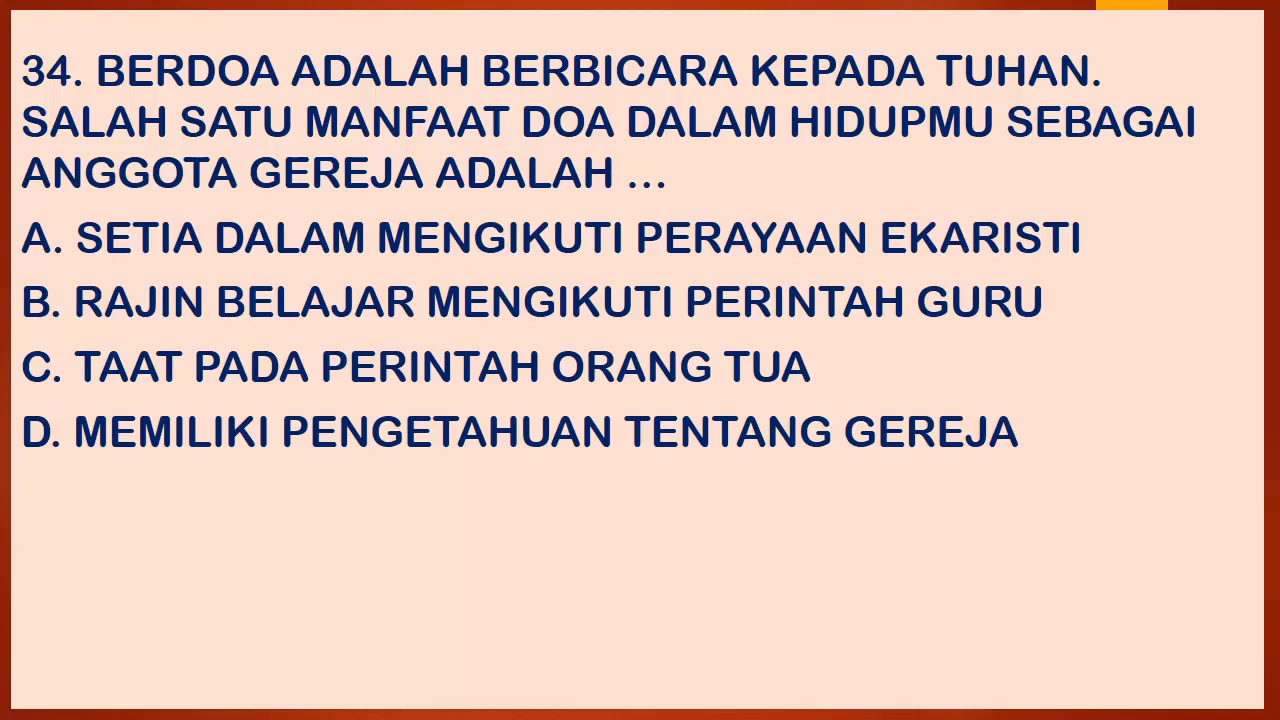 34. BERDOA ADALAH BERBICARA KEPADA TUHAN.
SALAH SATU MANFAAT DOA DALAM HIDUPMU SEBAGAI
ANGGOTA GEREJA ADALAH ...
A. SETIA DALAM MENGIKUTI PERAYAAN EKARISTI
B. RAJIN BELAJAR MENGIKUTI PERINTAH GURU
C. TAAT PADA PERINTAH ORANG TUA
D. MEMILIKI PENGETAHUAN TENTANG GEREJA